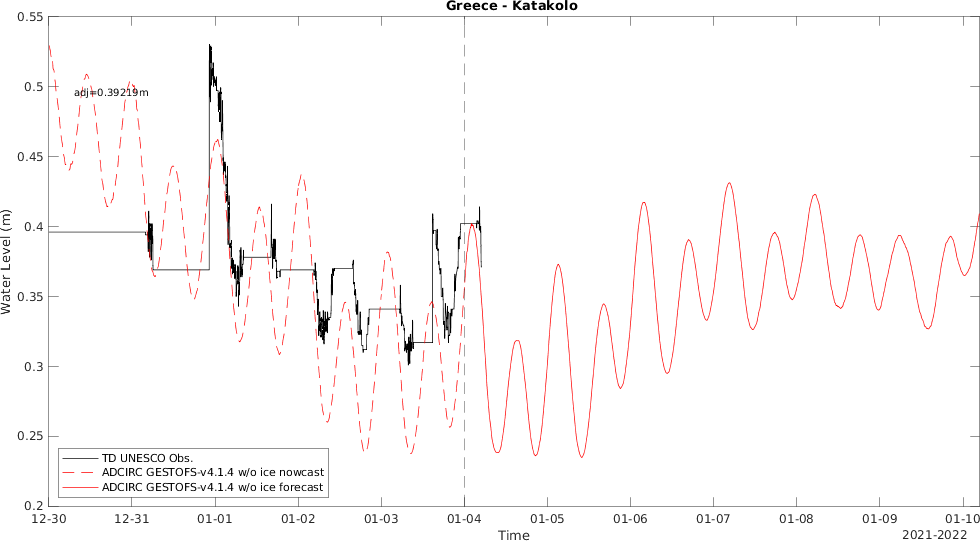 Greece - Katakolo
0.55
0.5
0.45
0.4
0.35
0.3
0.25
0.2
Water Level (m)
adj=0.39219m
TD UNESCO Obs.
ADCIRC GESTOFS-v4.1.4 w/o ice nowcast
ADCIRC GESTOFS-v4.1.4 w/o ice forecast
12-30 12-31 01-01 01-02 01-03 01-04 01-05 01-06 01-07 01-08 01-09 01-10
Time
2021-2022